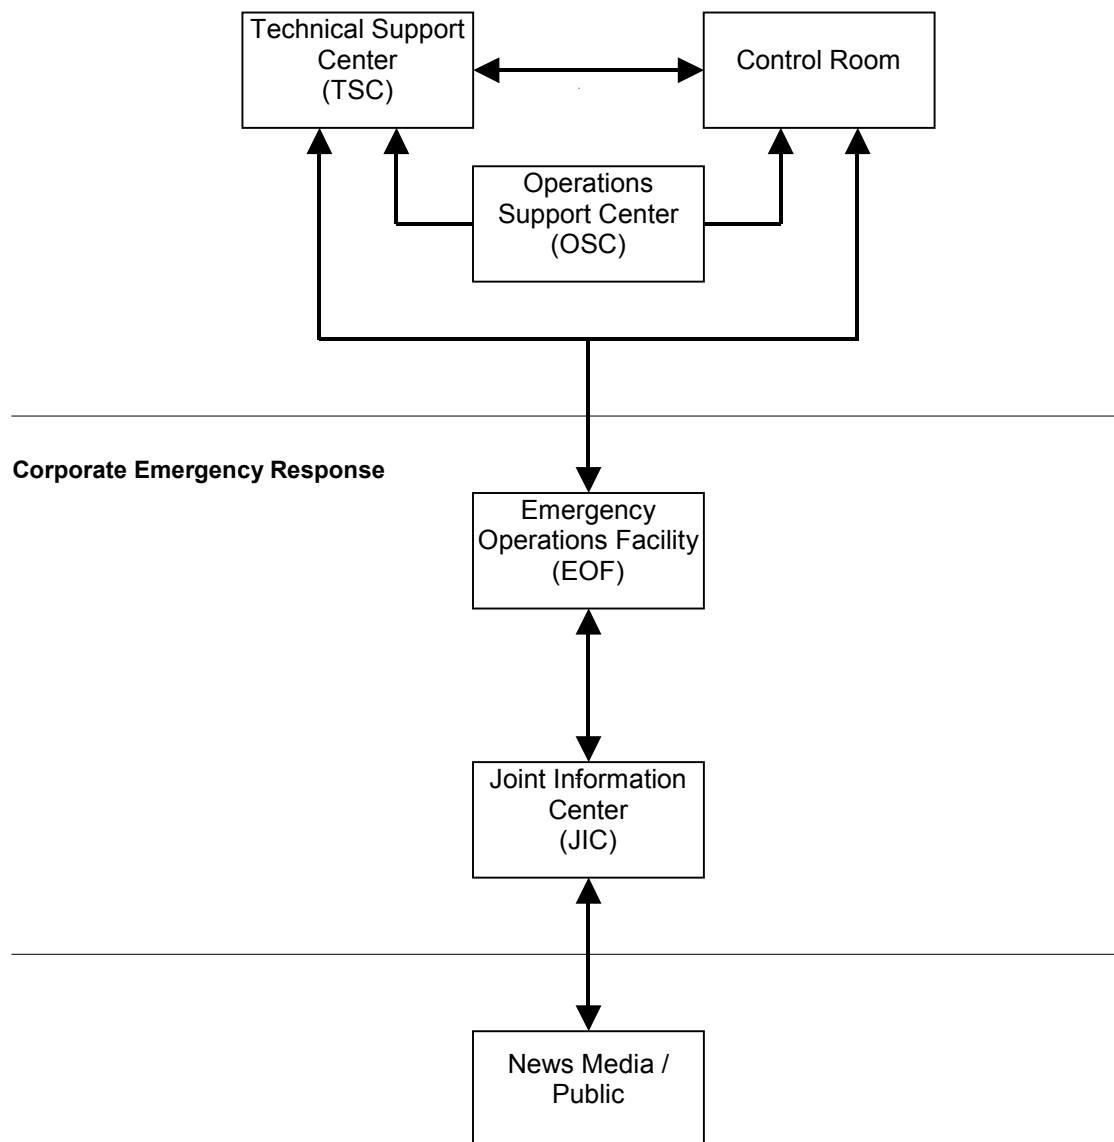 Technical Support
Center
(TSC)
Control Room
Operations
Support Center
(OSC)
Corporate Emergency Response
Emergency
Operations Facility
(EOF)
Joint Information
Center
(JIC)
News Media /
Public